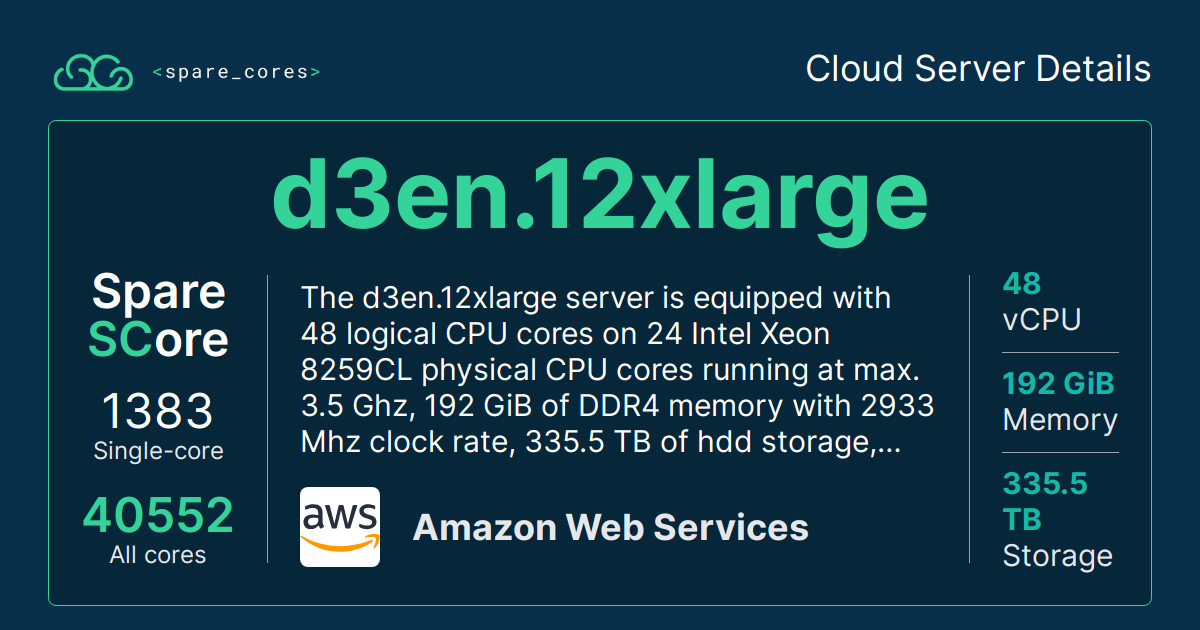 <spare_cores>
Cloud Server Details
d3en.12xlarge
Spare
SCore
1383
Single-core
40552
All cores
The d3en.12xlarge server is equipped with
48 logical CPU cores on 24 Intel Xeon
8259CL physical CPU cores running at max.
3.5 Ghz, 192 GiB of DDR4 memory with 2933
Mhz clock rate, 335.5 TB of hdd storage,...
aws
Amazon Web Services
48
vCPU
192 GiB
Memory
335.5
TB
Storage